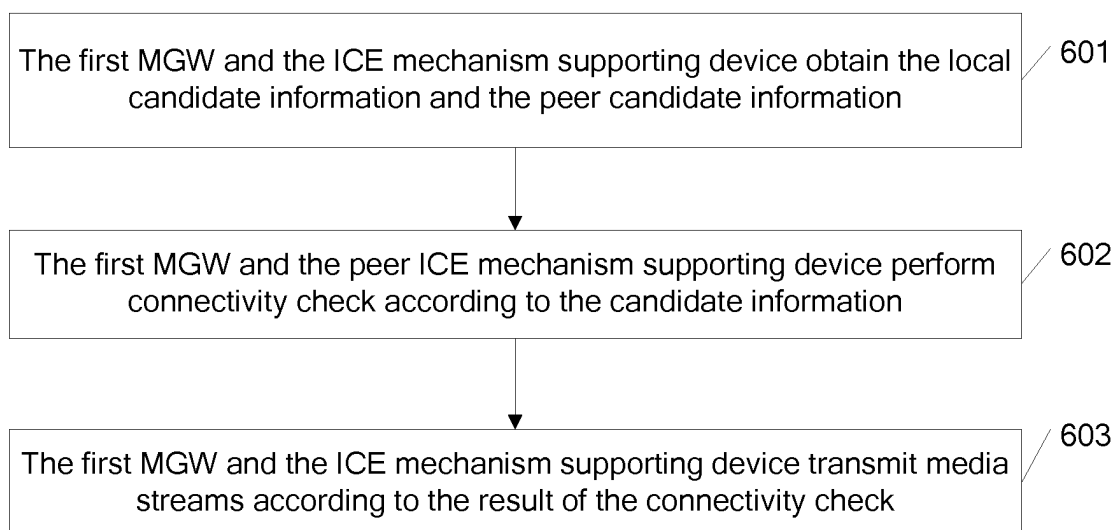 The first MGW and the ICE mechanism supporting device obtain the local
candidate information and the peer candidate information
601
The first MGW and the peer ICE mechanism supporting device perform
connectivity check according to the candidate information
602
The first MGW and the ICE mechanism supporting device transmit media
streams according to the result of the connectivity check
603